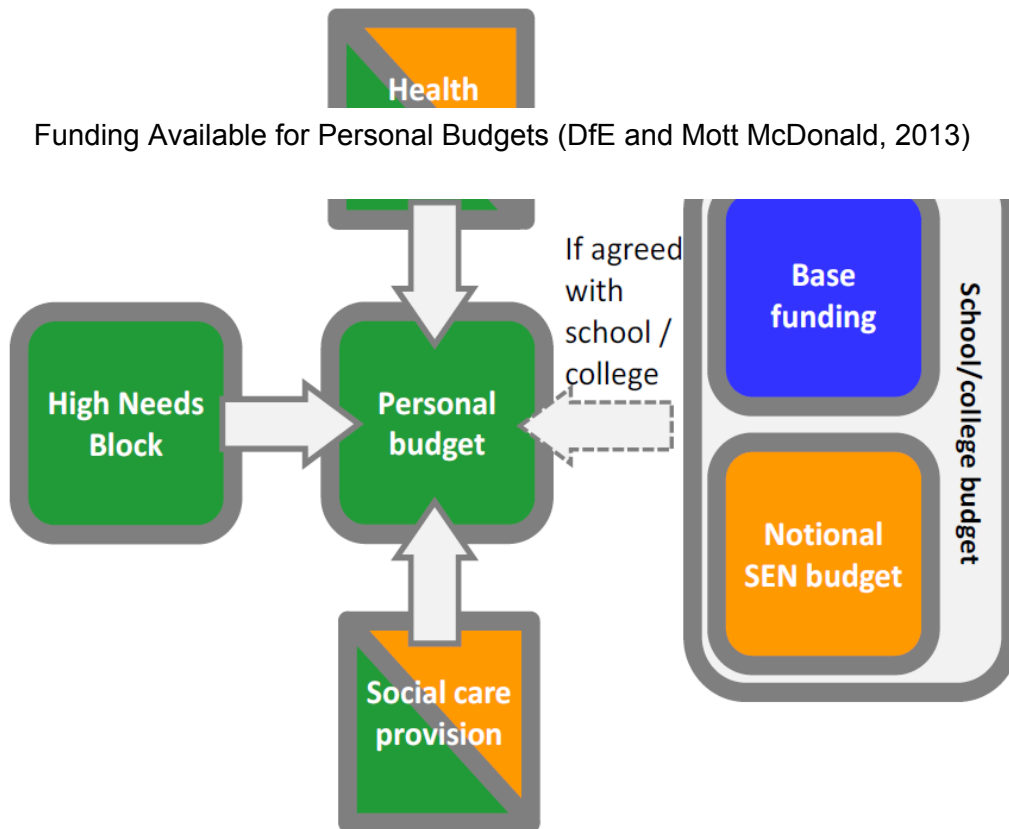 Health
Funding Available for Personal Budgets (DfE and Mott McDonald, 2013)
If agreed
with
school /
college
Base
funding
School/college budget
High Needs
Block
Personal
budget
Notional
SEN budget
Social care
provision